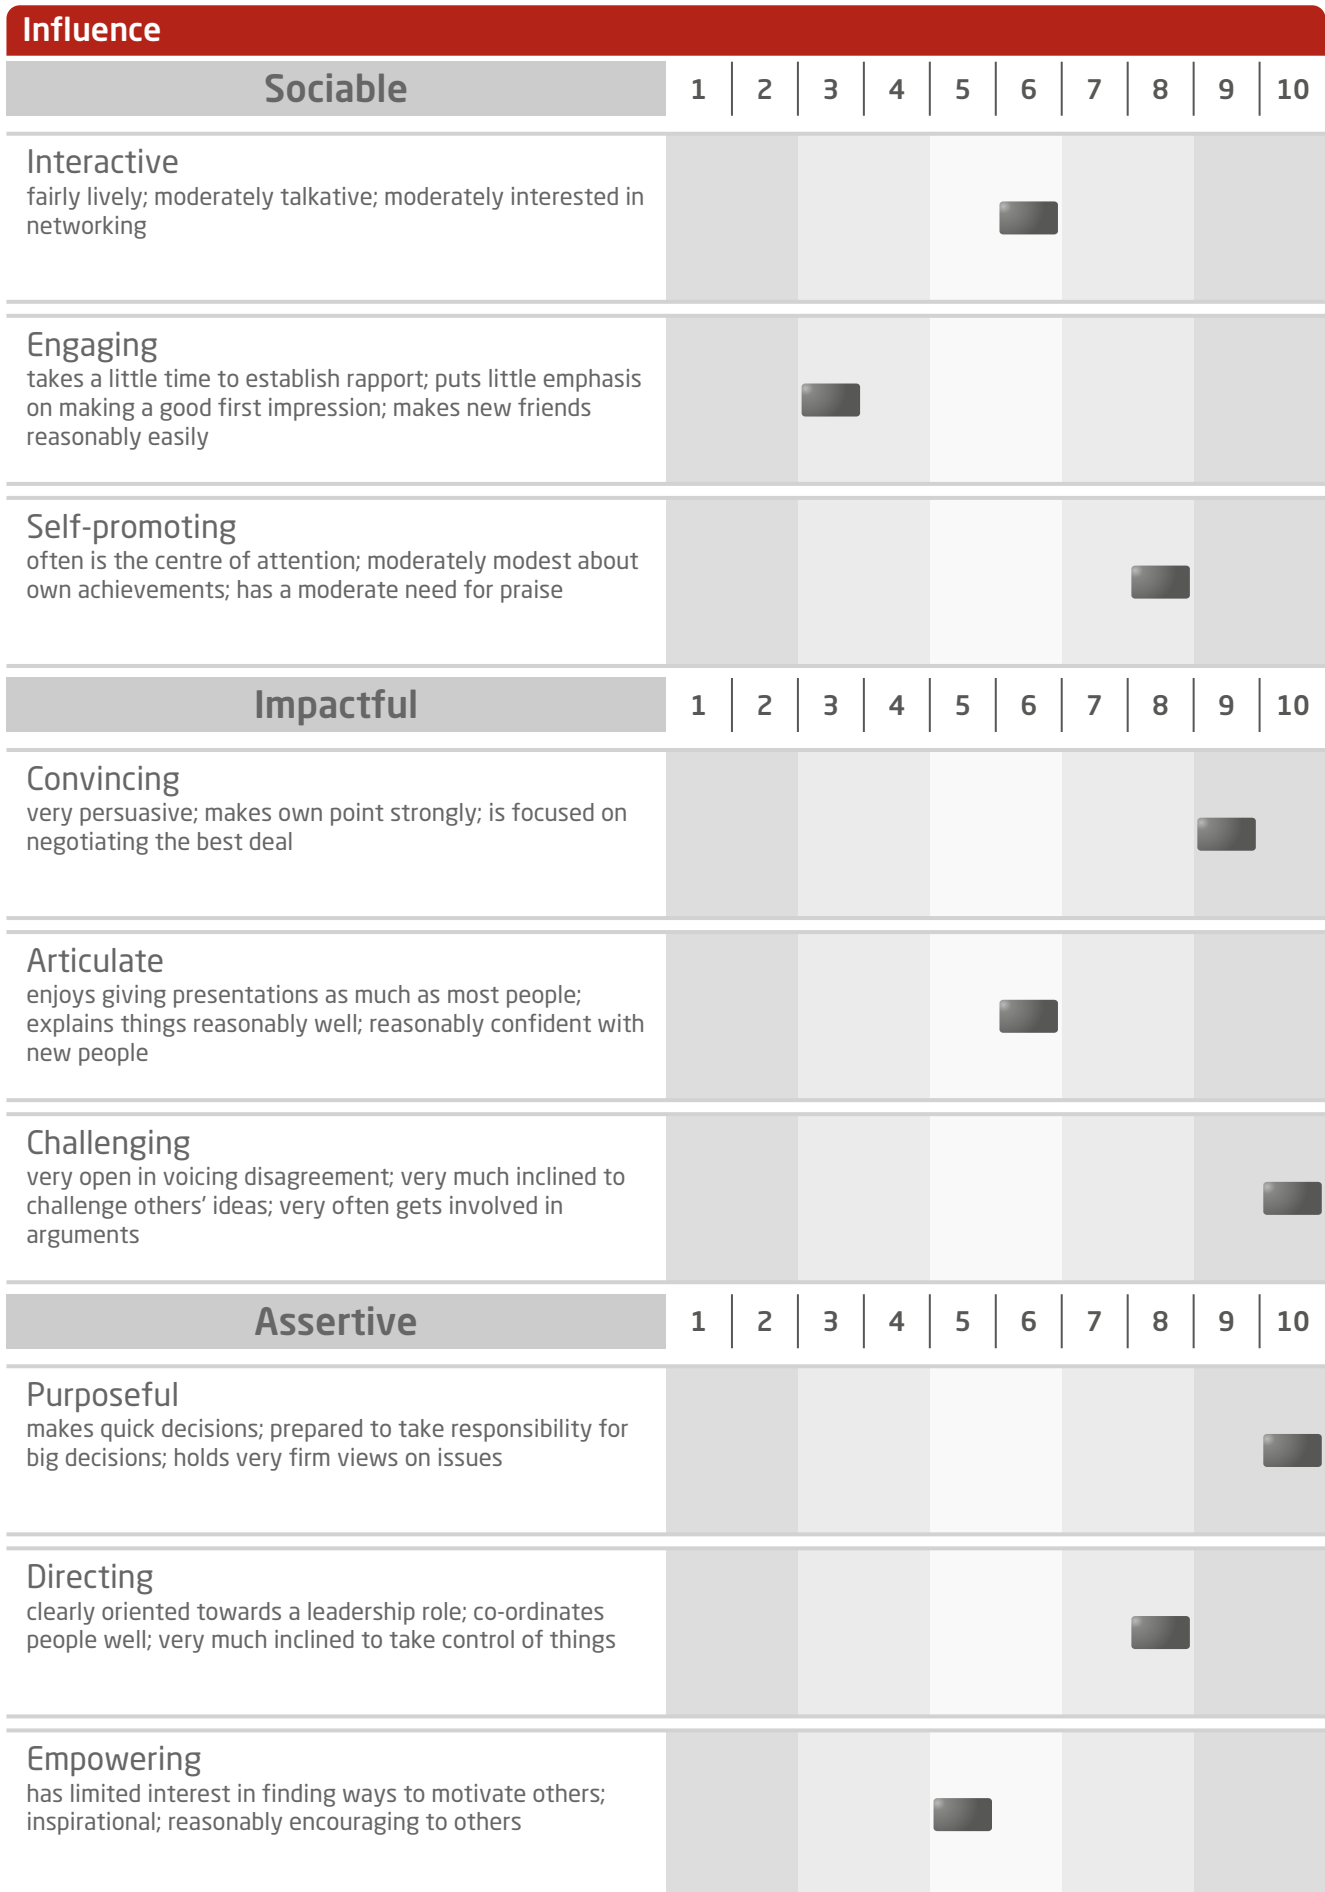 Influence
Sociable 1 2 3 4 5 6 7 8 9 10
Interactive
fairly lively; moderately talkative; moderately interested in
networking
Engaging
takes a little time to establish rapport; puts little emphasis
on making a good first impression; makes new friends
reasonably easily
Self-promoting
often is the centre of attention; moderately modest about
own achievements; has a moderate need for praise
Impactful 1 2 3 4 5 6 7 8 9 10
Convincing
very persuasive; makes own point strongly; is focused on
negotiating the best deal
Articulate
enjoys giving presentations as much as most people;
explains things reasonably well; reasonably confident with
new people
Challenging
very open in voicing disagreement; very much inclined to
challenge others’ ideas; very often gets involved in
arguments
Assertive 1 2 3 4 5 6 7 8 9 10
Purposeful
makes quick decisions; prepared to take responsibility for
big decisions; holds very firm views on issues
Directing
clearly oriented towards a leadership role; co-ordinates
people well; very much inclined to take control of things
Empowering
has limited interest in finding ways to motivate others;
inspirational; reasonably encouraging to others